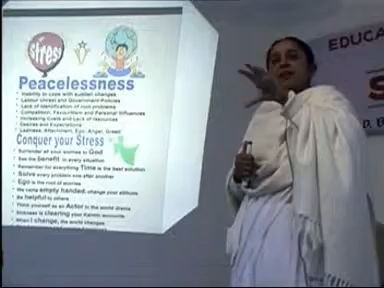 Stress
Peacelessness
Inability to cope with sudden changes
Labour Unrest and Government Policies
Lack of identification of root problems
Competition, Favouritism and Personal Influences
Increasing Costs and Lack of resources
Desires and Expectations
Laziness, Attachment, Ego, Anger, Greed
Conquer your Stress
Surrender all your worries to God
See the benefit in every situation
Remember for everything Time is the best solution
Solve every problem one after another
Ego is the root of worries
We came empty handed, change your attitude
Be helpful to others
Think yourself as an Actor in the world drama
Sickness is clearing your Karmic accounts
When I change, the world changes
EDUCA
S
D. B